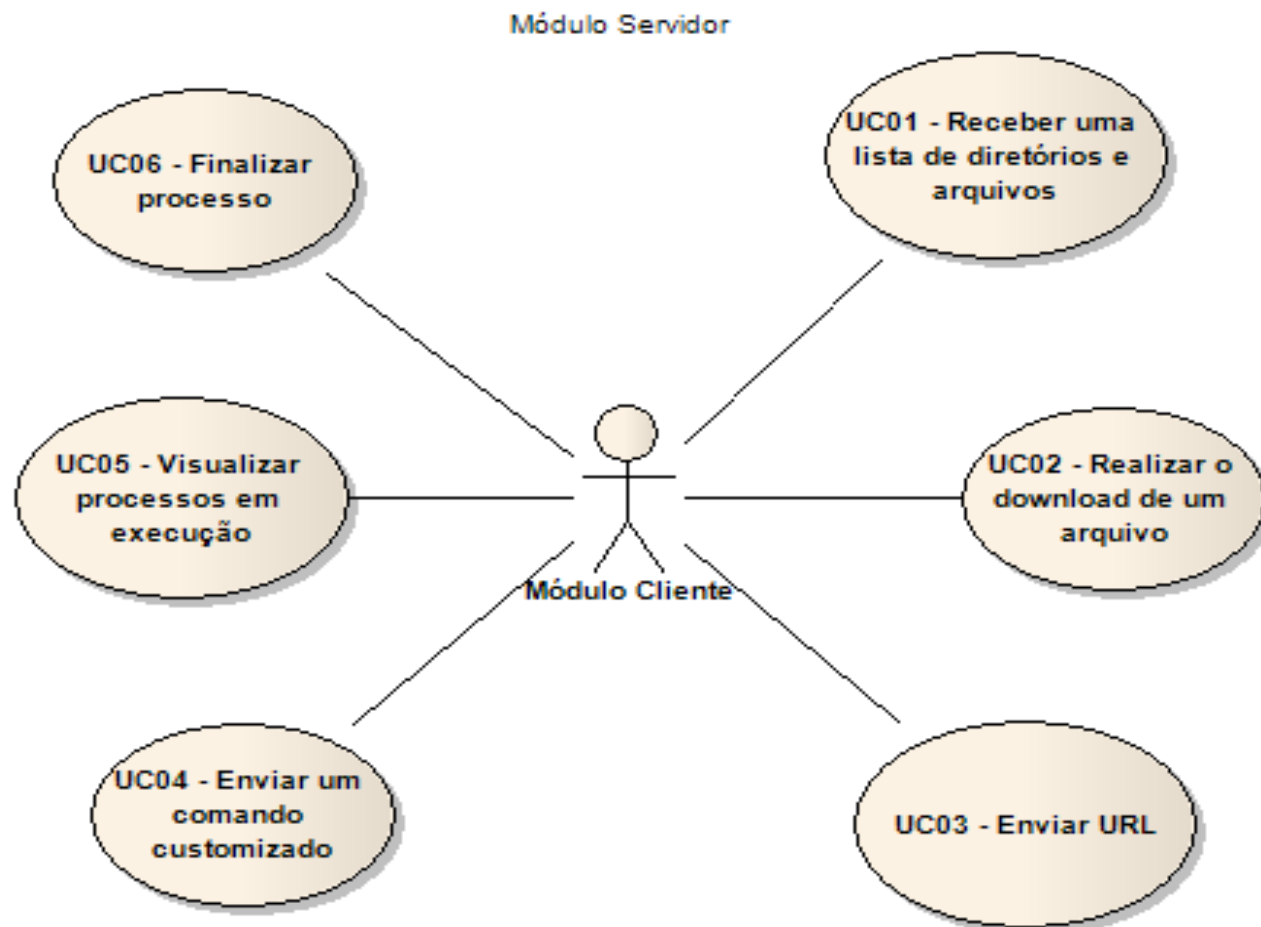 Módulo Servidor
UC06 - Finalizar
processo
UC01 - Receber uma
lista de diretórios e
arquivos
UC05 - Visualizar
processos em
execução
UC02 - Realizar o
download de um
arquivo
Módulo Cliente
UC04 - Enviar um
comando
customizado
UC03 - Enviar URL